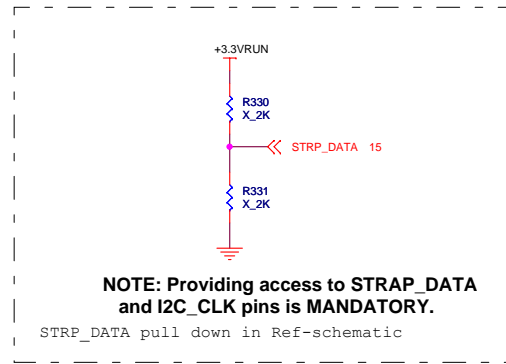 +3.3VRUN
R330
X_2K
STRP_DATA 15
R331
X_2K
NOTE: Providing access to STRAP_DATA
and I2C_CLK pins is MANDATORY.
STRP_DATA pull down in Ref-schematic